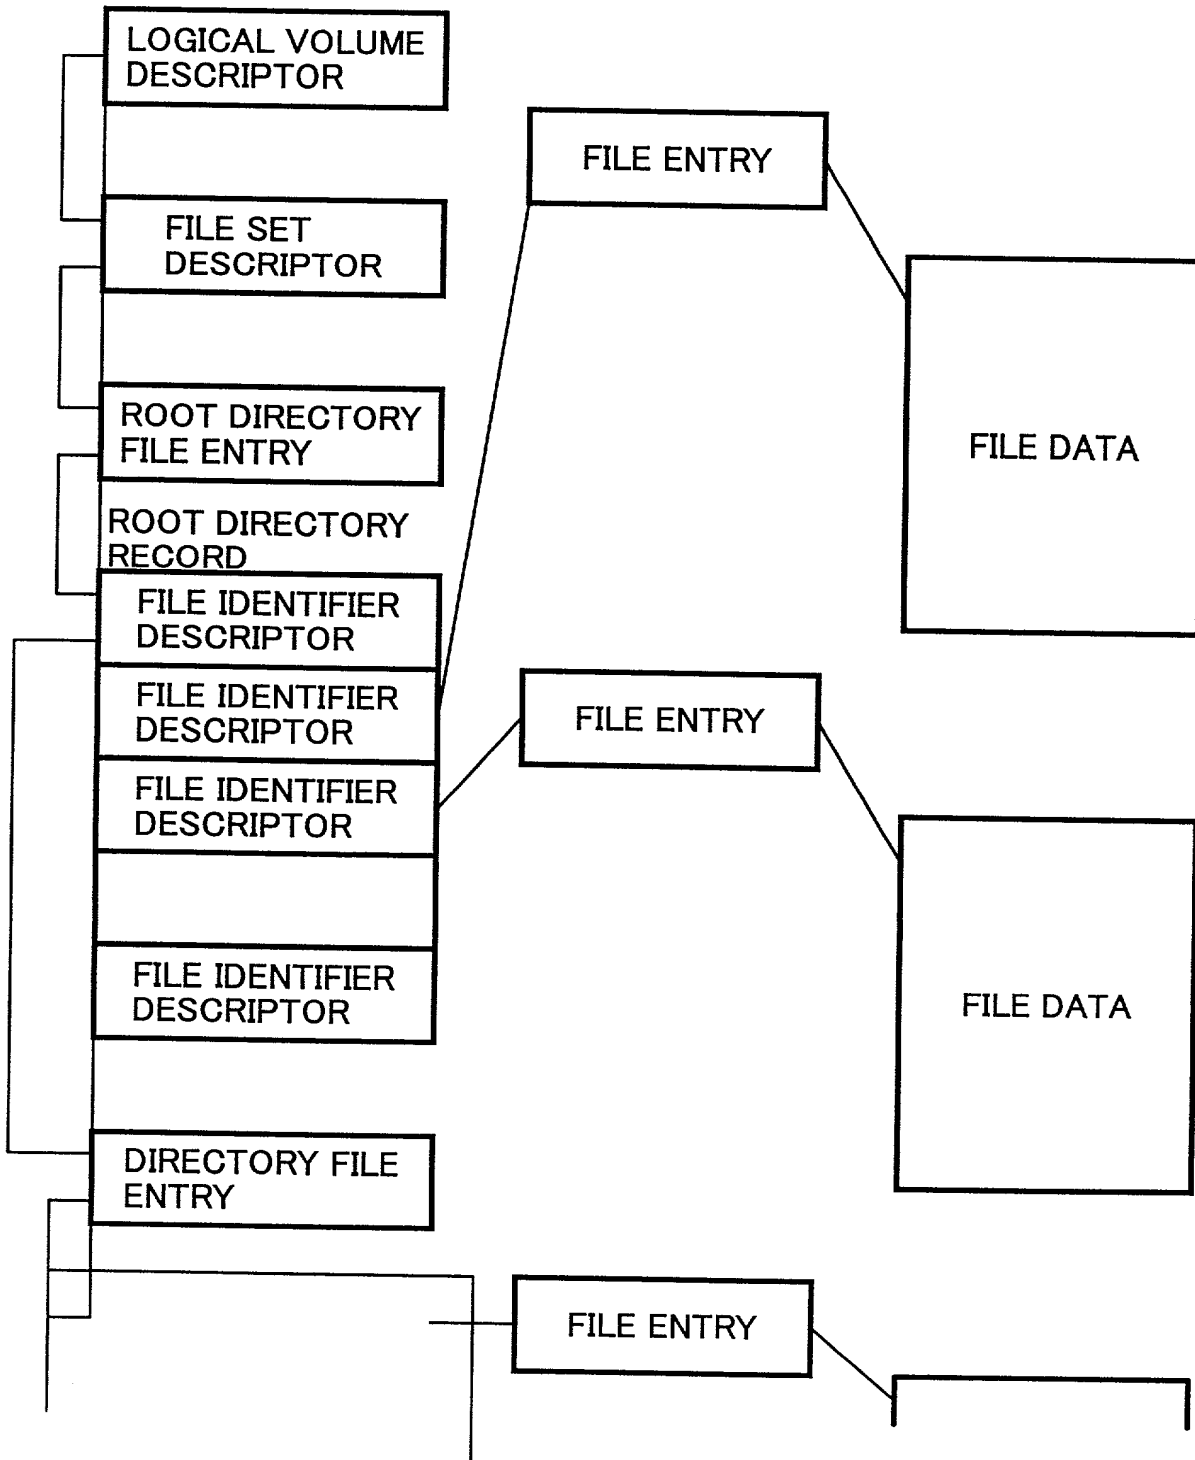 LOGICAL VOLUME
DESCRIPTOR
FILE SET
DESCRIPTOR
ROOT DIRECTORY
FILE ENTRY
ROOT DIRECTORY
RECORD
FILE IDENTIFIER
DESCRIPTOR
FILE IDENTIFIER
DESCRIPTOR
FILE IDENTIFIER
DESCRIPTOR
FILE IDENTIFIER
DESCRIPTOR
DIRECTORY FILE
ENTRY
FILE ENTRY
FILE DATA
FILE ENTRY
FILE DATA
FILE ENTRY